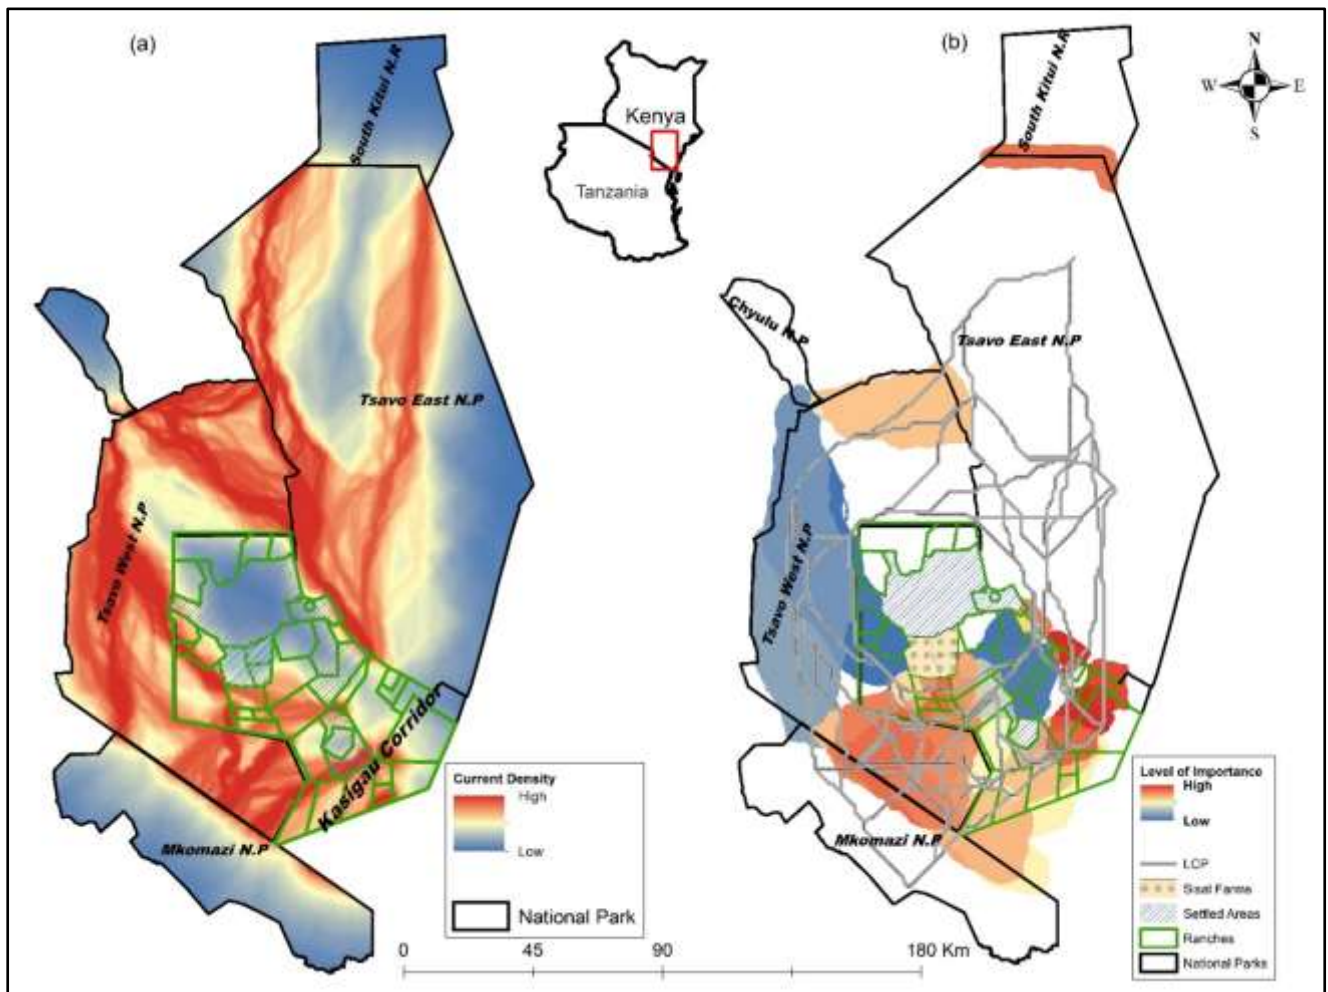 (a)
(b)
South Kitui N.R
South Kitui N.R
N
W
E
S
Kenya
Tanzania
Chyulu N.P
Tsavo East N.P
Tsavo East N.P
Tsavo West N.P
Tsavo West N.P
Kasigau Corridor
Mkomazi N.P
Mkomazi N.P
Current Density
High
Low
National Park
0 45 90 180 Km
Level of Importance
High
Low
LCP
Sisal Farms
Settled Areas
Ranches
National Parks